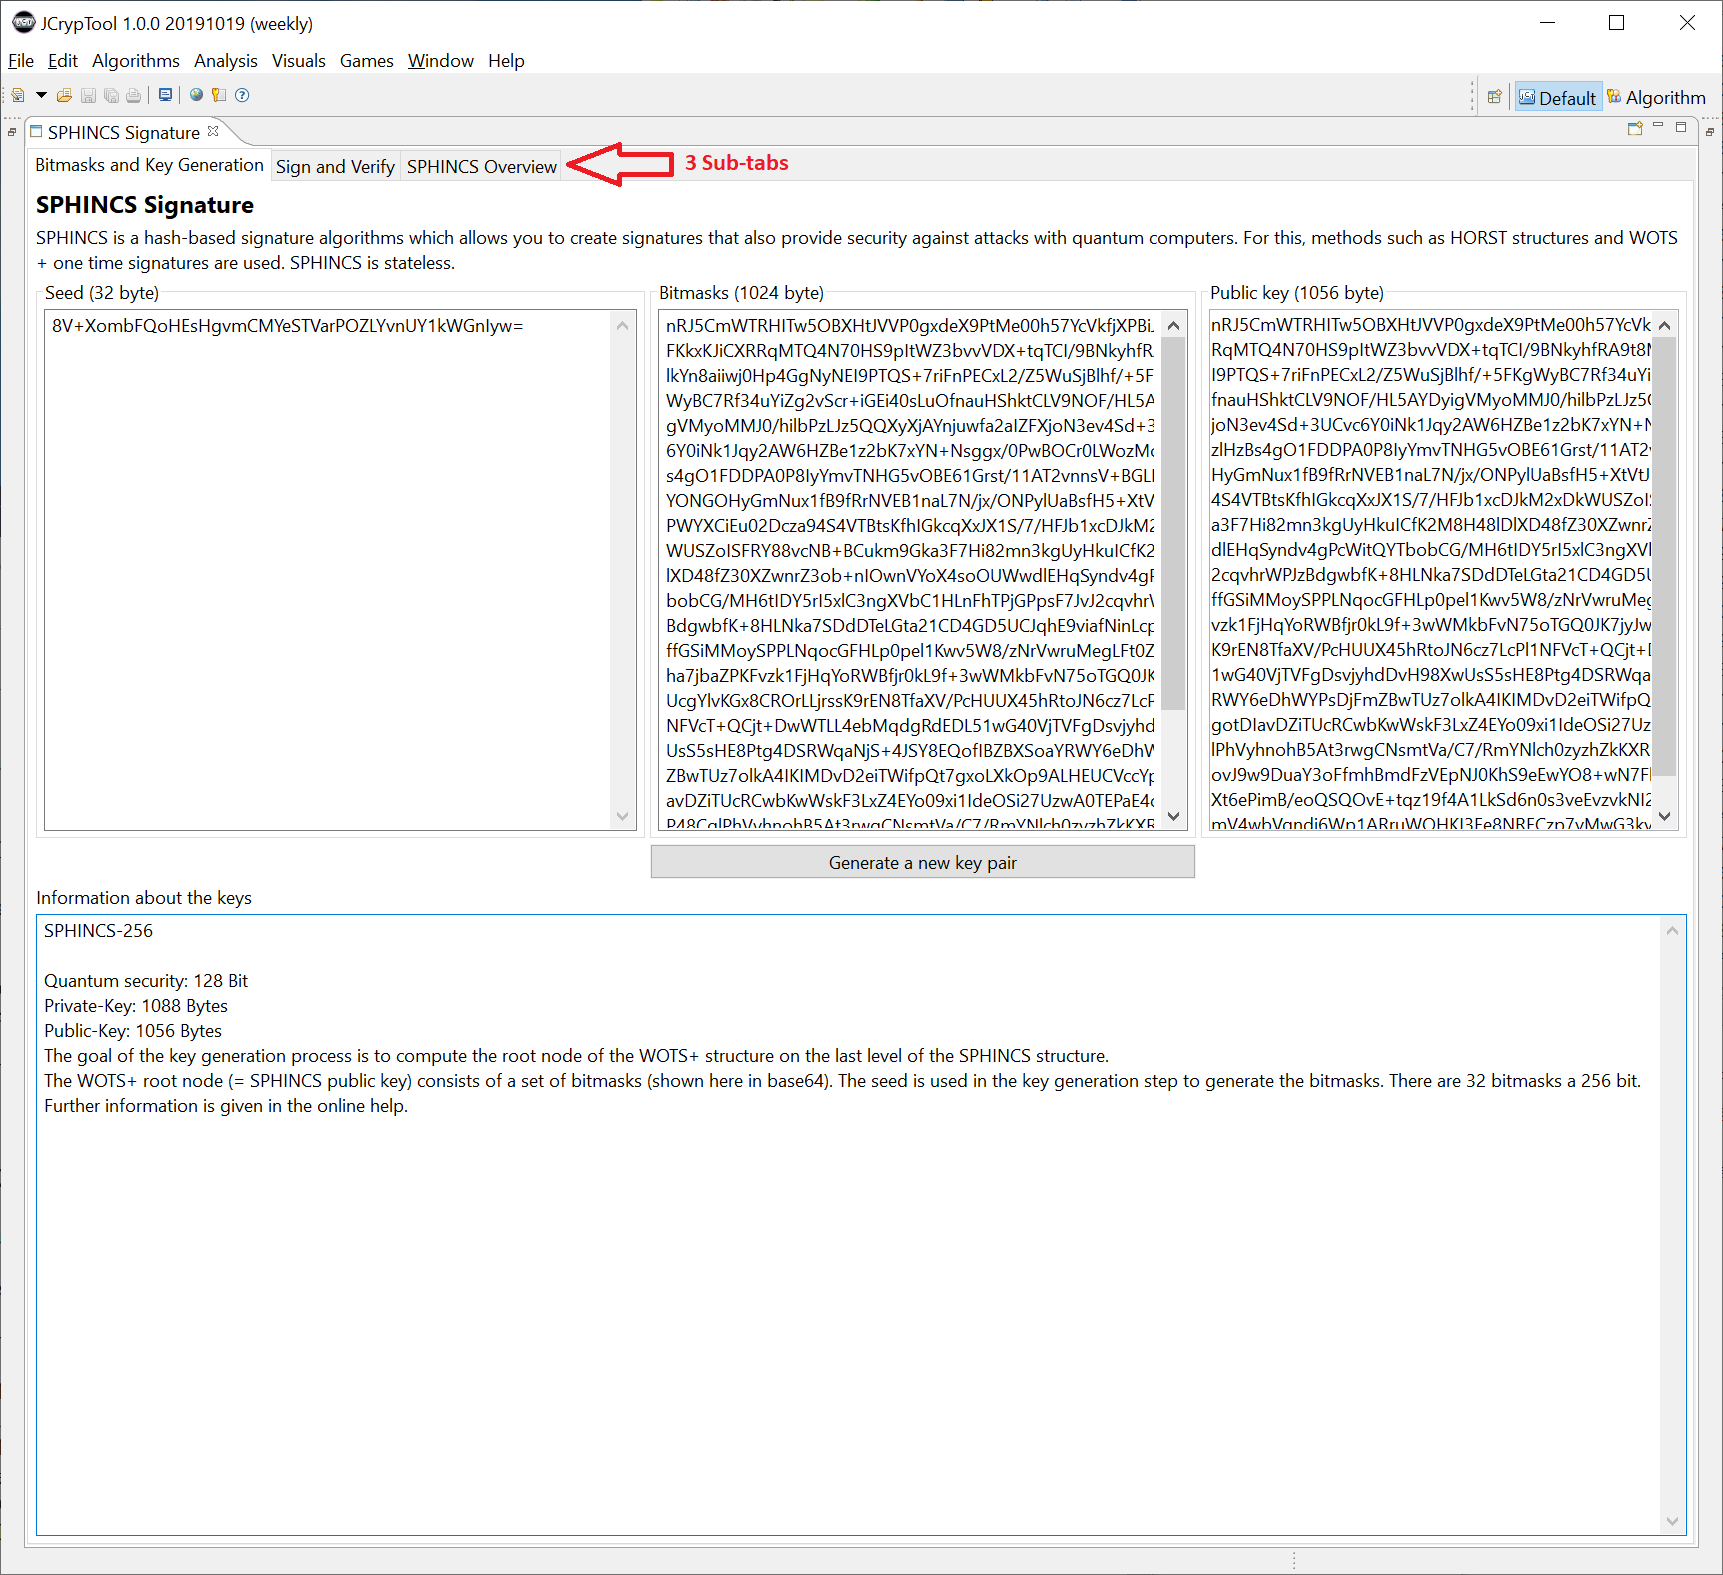 JCrypTool 1.0.0 20191019 (weekly)
File Edit Algorithms Analysis Visuals Games Window Help
Default Algorithm
SPHINCS Signature
Bitmasks and Key Generation Sign and Verify SPHINCS Overview 3 Sub-tabs
SPHINCS Signature
SPHINCS is a hash-based signature algorithms which allows you to create signatures that also provide security against attacks with quantum computers. For this, methods such as HORST structures and WOTS
+ one time signatures are used. SPHINCS is stateless.
Seed (32 byte)
8V+XombFQoHEsHgvmCMYeSTVarPOZLYvnUY1kWGnIyw=
Bitmasks (1024 byte)
nRJ5CmWTRHITw5OBXHtJVVP0gxdeX9PtMe00h57YcVkfjXPBi
FKkxKJiCXRRqMTQ4N70HS9pItWZ3bvvVDX+tqTCI/9BNkyhfR
lkYn8aiiwj0Hp4GgNyNEI9PTQS+7riFnPECxL2/Z5WuSjBlhf/+5F
WyBC7Rf34uYiZg2vScr+iGEi40sLuOfnauHShktCLV9NOF/HL5A
gVMyoMMJ0/hilbPzLJz5QQXyXjAYnjuwfa2aIZFXjoN3ev4Sd+3
6Y0iNk1Jqy2AW6HZBe1z2bK7xYN+Nsggx/0PwBOCr0LWozM
s4gO1FDDPA0P8IyYmvTNHG5vOBE61Grst/11AT2vnnsV+BGL
YONGOHyGmNux1fB9fRrNVEB1naL7N/jx/ONPylUaBsfH5+XtV
PWYXCiEu02Dcza94S4VTBtsKfhIGkcqXxJX1S/7/HFJb1xcDJkM2
WUSZoISFRY88vcNB+BCukm9Gka3F7Hi82mn3kgUyHkuICfK2
lXD48fZ30XZwnrZ3ob+nIOwnVYoX4soOUWwdlEHqSyndv4gP
bobCG/MH6tIDY5rI5xlC3ngXVbC1HLnFhTPjGPpsF7JvJ2cqvhr
BdgwbfK+8HLNka7SDdDTeLGta21CD4GD5UCJqhE9viafNinLcp
ffGSiMMoySPPLNqocGFHLp0pel1Kwv5W8/zNrVwruMegLFt0Z
ha7jbaZPKFvzk1FjHqYoRWBfjr0kL9f+3wWMkbFvN75oTGQ0JK
UcgYlvKGx8CROrLLjrssK9rEN8TfaXV/PcHUUX45hRtoJN6cz7LcP
NFVcT+QCjt+DwWTLL4ebMqdgRdEDL51wG40VjTVFgDsvjyhd
UsS5sHE8Ptg4DSRWqaNjS+4JSY8EQofIBZBXSoaYRWY6eDhW
ZBwTUz7olkA4IKIMDvD2eiTWifpQt7gxoLXkOp9ALHEUCVccYp
avDZiTUcRCwbKwWskF3LxZ4EYo09xi1IdeOSi27UzwA0TEPaE4
P48CqlPhVyhnohB5At3rwgCNsmtVa/C7/RmYNlch0zyzhZkKXR
Public key (1056 byte)
nRJ5CmWTRHITw5OBXHtJVVP0gxdeX9PtMe00h57YcVk
RqMTQ4N70HS9pItWZ3bvvVDX+tqTCI/9BNkyhfRA9t8
I9PTQS+7riFnPECxL2/Z5WuSjBlhf/+5FKgWyBC7Rf34uYi
fnauHShktCLV9NOF/HL5AYDyigVMyoMMJ0/hilbPzLJz5
joN3ev4Sd+3UCvc6Y0iNk1Jqy2AW6HZBe1z2bK7xYN+N
zlHzBs4gO1FDDPA0P8IyYmvTNHG5vOBE61Grst/11AT2
HyGmNux1fB9fRrNVEB1naL7N/jx/ONPylUaBsfH5+XtVtJ
4S4VTBtsKfhIGkcqXxJX1S/7/HFJb1xcDJkM2xDkWUSZoI
a3F7Hi82mn3kgUyHkuICfK2M8H48lDlXD48fZ30XZwnrZ
dlEHqSyndv4gPcWitQYTbobCG/MH6tIDY5rI5xlC3ngXV
2cqvhrWPJzBdgwbfK+8HLNka7SDdDTeLGta21CD4GD5U
ffGSiMMoySPPLNqocGFHLp0pel1Kwv5W8/zNrVwruMeg
vzk1FjHqYoRWBfjr0kL9f+3wWMkbFvN75oTGQ0JK7jyJw
K9rEN8TfaXV/PcHUUX45hRtoJN6cz7LcPl1NFVcT+QCjt+D
1wG40VjTVFgDsvjyhdDvH98XwUsS5sHE8Ptg4DSRWqa
RWY6eDhWYPsDjFmZBwTUz7olkA4IKIMDvD2eiTWifpQ
gotDIavDZiTUcRCwbKwWskF3LxZ4EYo09xi1IdeOSi27Uz
lPhVyhnohB5At3rwgCNsmtVa/C7/RmYNlch0zyzhZkKXR
ovJ9w9DuaY3oFfmhBmdFzVEpNJ0KhS9eEwYO8+wN7F
Xt6ePimB/eoQSQOvE+tqz19f4A1LkSd6n0s3veEvzvkNI2
mV4wbVqndj6Wp1ARruWOHKI3Fe8NRECzp7yMwG3ky
Generate a new key pair
Information about the keys
SPHINCS-256
Quantum security: 128 Bit
Private-Key: 1088 Bytes
Public-Key: 1056 Bytes
The goal of the key generation process is to compute the root node of the WOTS+ structure on the last level of the SPHINCS structure.
The WOTS+ root node (= SPHINCS public key) consists of a set of bitmasks (shown here in base64). The seed is used in the key generation step to generate the bitmasks. There are 32 bitmasks a 256 bit.
Further information is given in the online help.